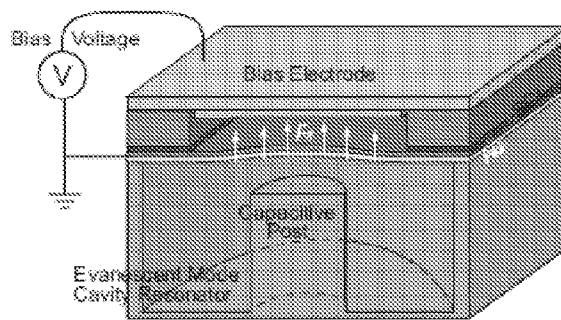 Bias Voltage
V
Bias Electrode
Capacitive
Post
Evanescent-Mode
Cavity Resonator